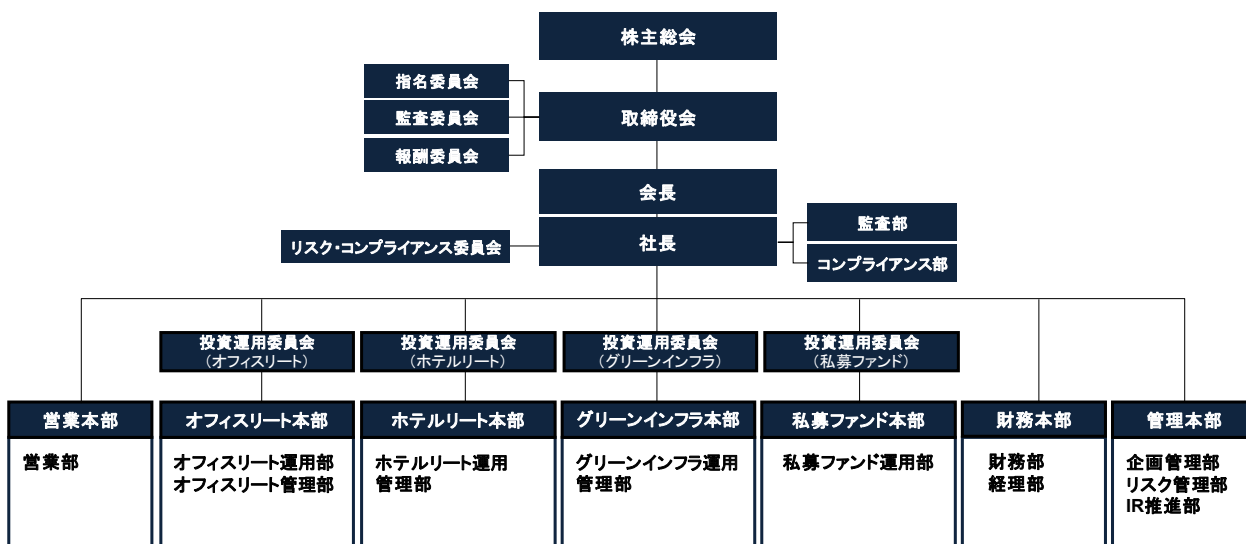 株主総会
指名委員会
監査委員会
報酬委員会
取締役会
会長
社長
リスク・コンプライアンス委員会
監査部
コンプライアンス部
投資運用委員会
（オフィスリート）
投資運用委員会
（ホテルリート）
投資運用委員会
（グリーンインフラ）
投資運用委員会
（私募ファンド）
営業本部
営業部
オフィスリート本部
オフィスリート運用部
オフィスリート管理部
ホテルリート本部
ホテルリート運用
管理部
グリーンインフラ本部
グリーンインフラ運用
管理部
私募ファンド本部
私募ファンド運用部
財務本部
財務部
経理部
管理本部
企画管理部
リスク管理部
IR推進部